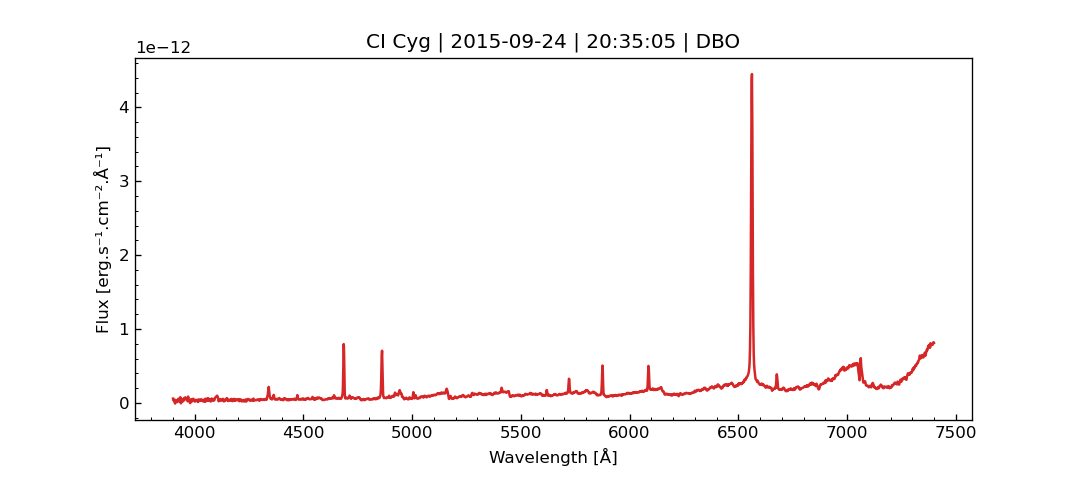 CI Cyg | 2015-09-24 | 20:35:05 | DBO
1e−12
4
3
2
1
0
Flux [erg.s⁻¹.cm⁻².Å⁻¹]
4000 4500 5000 5500 6000 6500 7000 7500
Wavelength [Å]